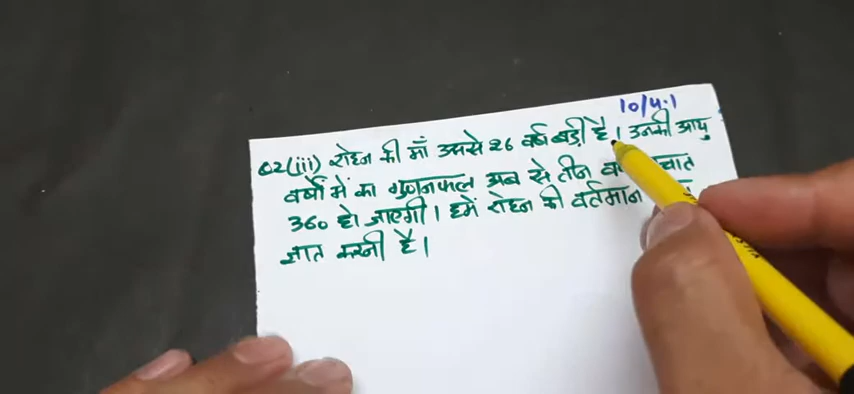 10/4.1
Q2(iii) रोहन की माँ उससे 26 वर्ष बड़ी है। उनकी आयु
वर्षों में का गुणनफल अब से तीन
360 हो जाएगी। हमें रोहन की वर्तमान
ज्ञात करनी है।